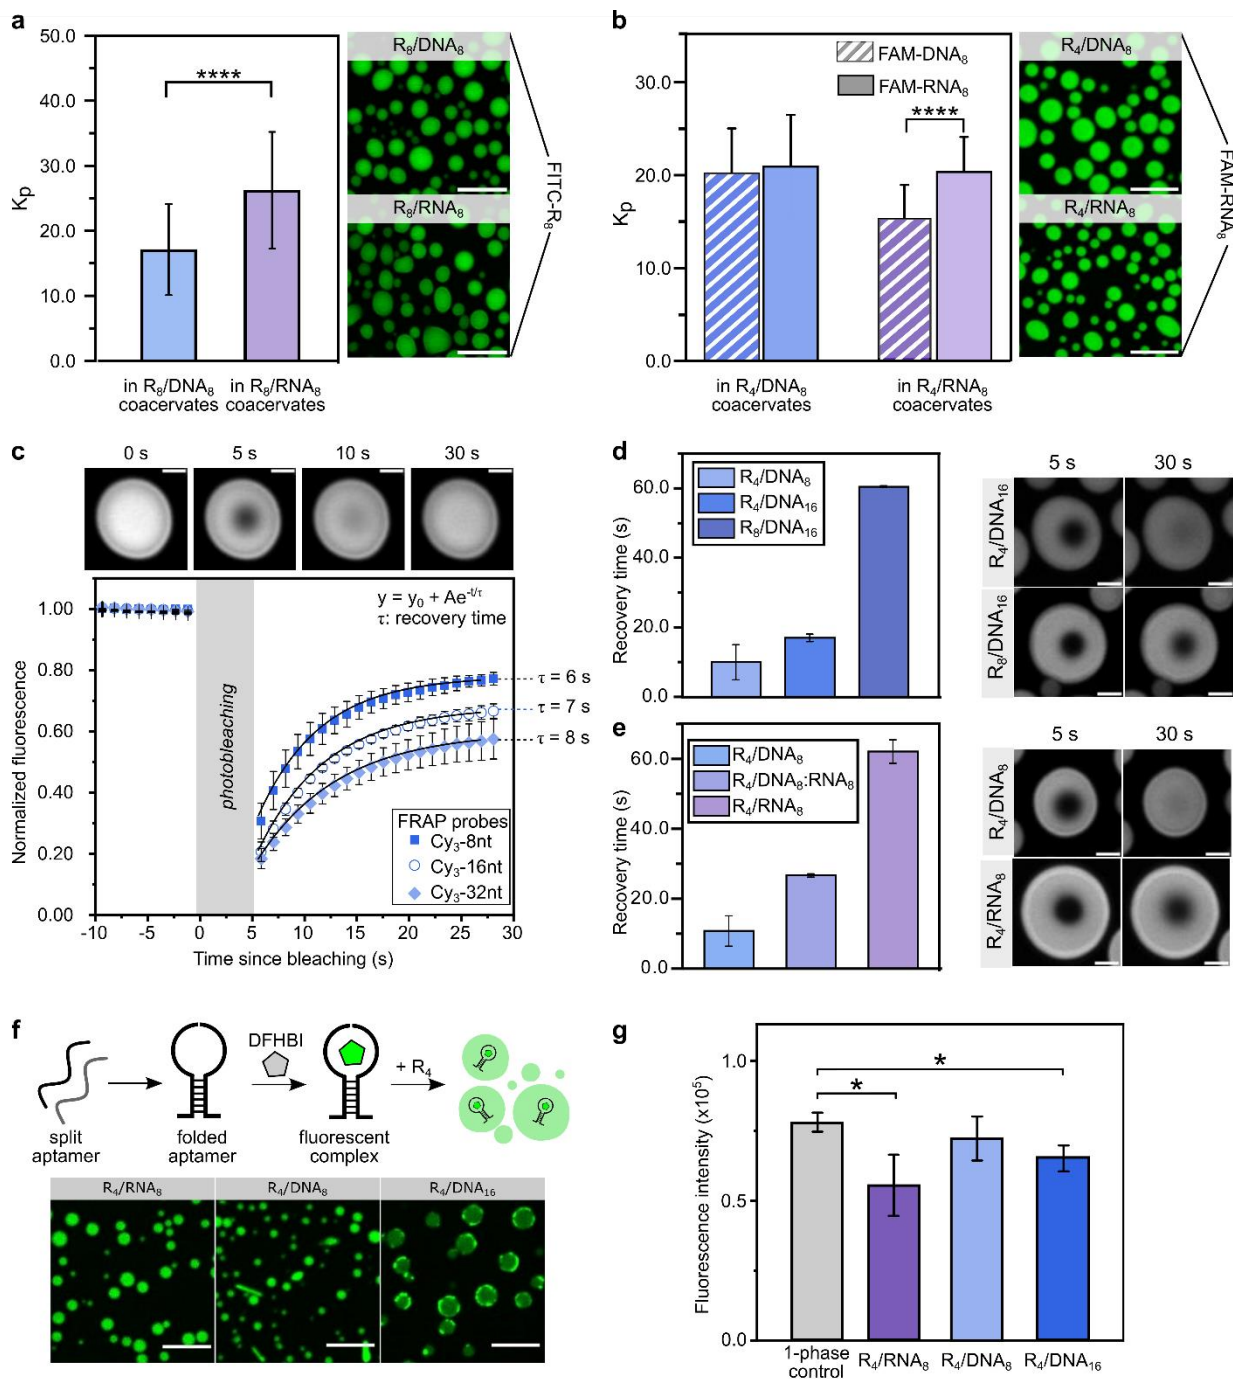 a
50.0
40.0
30.0
20.0
10.0
0.0
Kp
****
in R8/DNA8 coacervates
in R8/RNA8 coacervates
R8/DNA8
R8/RNA8
FITC-R8
b
30.0
20.0
10.0
0.0
Kp
FAM-DNA8
FAM-RNA8
****
in R4/DNA8 coacervates
in R4/RNA8 coacervates
R4/DNA8
R4/RNA8
FAM-RNA8
c
0 s 5 s 10 s 30 s
1.00
0.80
0.60
0.40
0.20
0.00
Normalized fluorescence
photobleaching
y = y0 + Ae-t/τ
τ: recovery time
τ = 6 s
τ = 7 s
τ = 8 s
FRAP probes
Cy3-8nt
Cy3-16nt
Cy3-32nt
-10 -5 0 5 10 15 20 25 30
Time since bleaching (s)
d
60.0
40.0
20.0
0.0
Recovery time (s)
R4/DNA8
R4/DNA16
R8/DNA16
5 s 30 s
R4/DNA16
R8/DNA16
e
60.0
40.0
20.0
0.0
Recovery time (s)
R4/DNA8
R4/DNA8:RNA8
R4/RNA8
5 s 30 s
R4/DNA8
R4/RNA8
f
DFHBI
+ R4
split aptamer
folded aptamer
fluorescent complex
R4/RNA8 R4/DNA8 R4/DNA16
g
1.0
0.5
0.0
Fluorescence intensity (x10⁵)
*
*
1-phase control
R4/RNA8
R4/DNA8
R4/DNA16